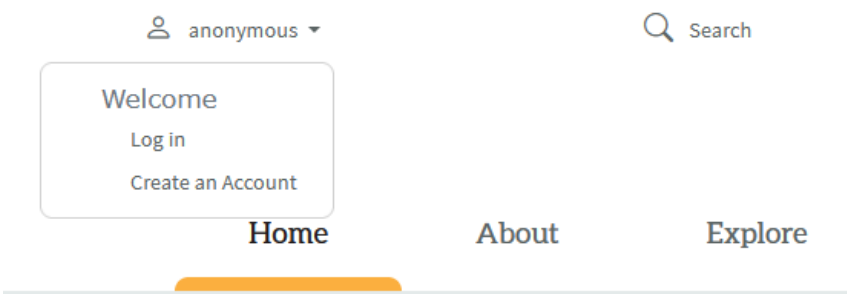 anonymous
Search
Welcome
Log in
Create an Account
Home
About
Explore